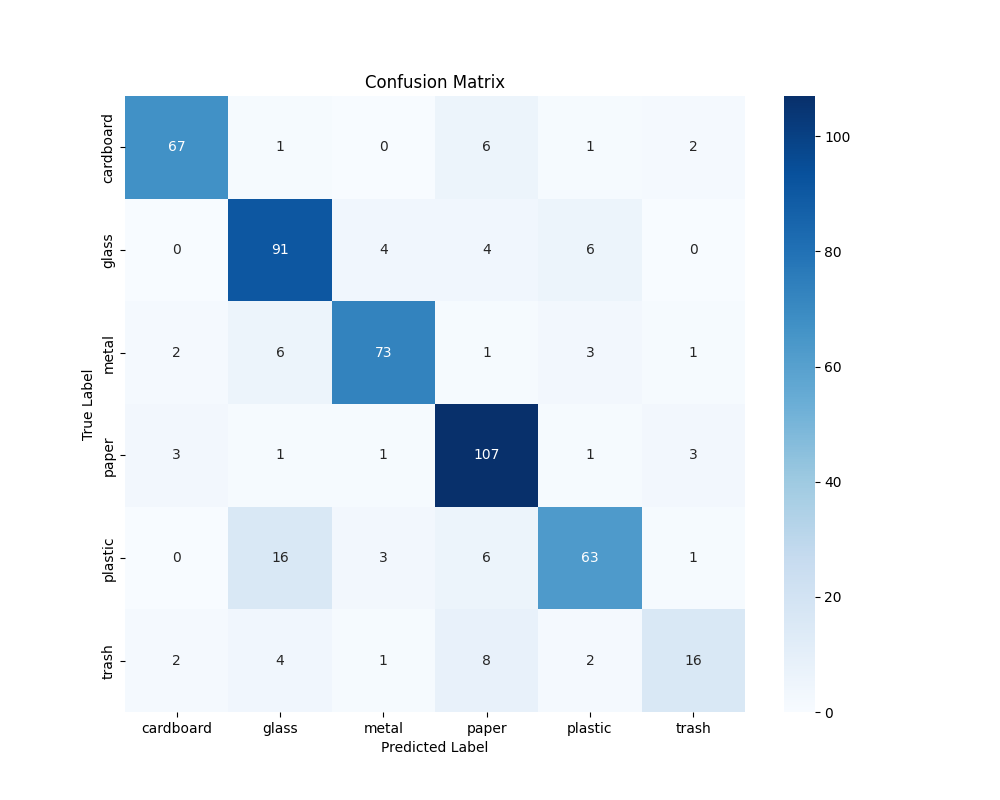 Confusion Matrix
cardboard 67 1 0 6 1 2
glass 0 91 4 4 6 0
metal 2 6 73 1 3 1
paper 3 1 1 107 1 3
plastic 0 16 3 6 63 1
trash 2 4 1 8 2 16
True Label
cardboard glass metal paper plastic trash
Predicted Label
100
80
60
40
20
0